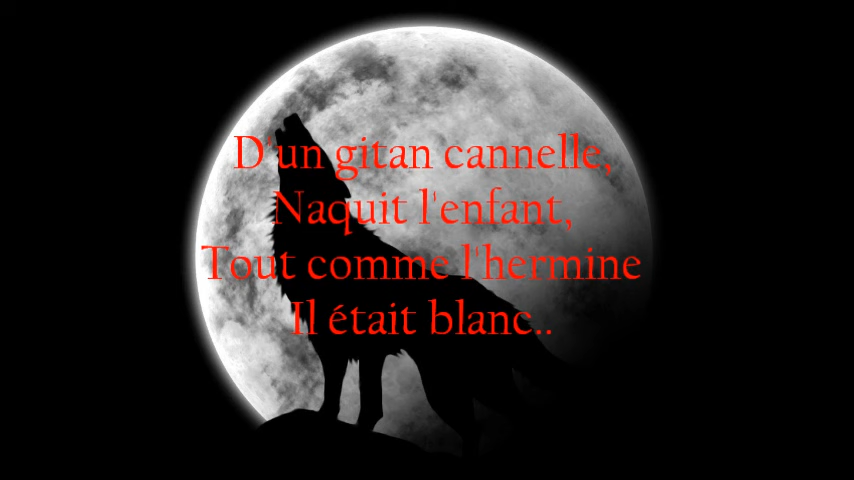 D'un gitan cannelle,
Naquit l'enfant,
Tout comme l'hermine
Il était blanc..